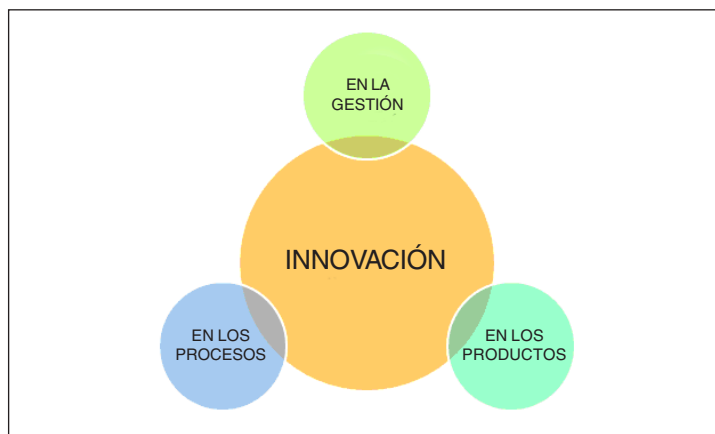 EN LA
GESTIÓN
INNOVACIÓN
EN LOS
PROCESOS
EN LOS
PRODUCTOS